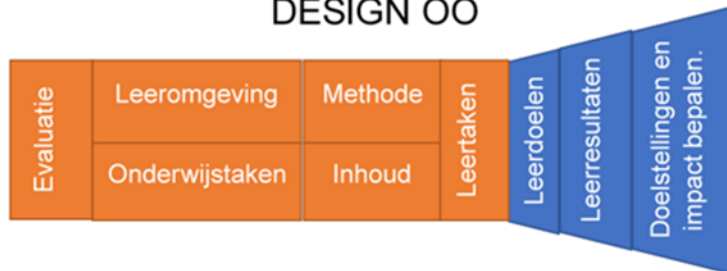 DESIGN OO
Evaluatie
Leeromgeving
Methode
Onderwijstaken
Inhoud
Leertaken
Leerdoelen
Leerresultaten
Doelstellingen en
impact bepalen.